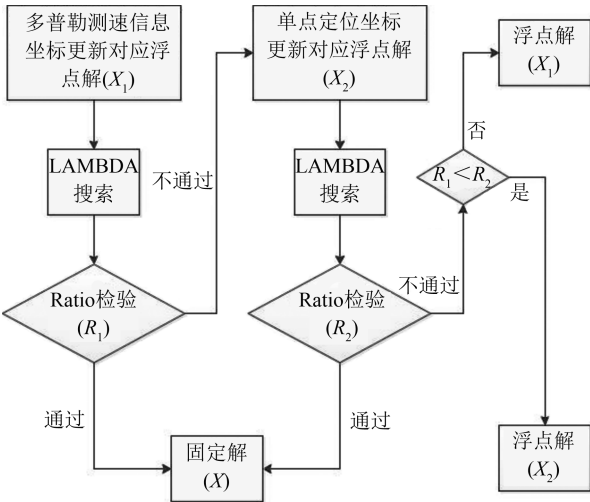 多普勒测速信息
坐标更新对应浮
点解(X₁)
LAMBDA
搜索
不通过
Ratio检验
(R₁)
通过
单点定位坐标
更新对应浮点解
(X₂)
LAMBDA
搜索
不通过
Ratio检验
(R₂)
通过
固定解
(X)
浮点解
(X₁)
否
R₁＜R₂
是
浮点解
(X₂)